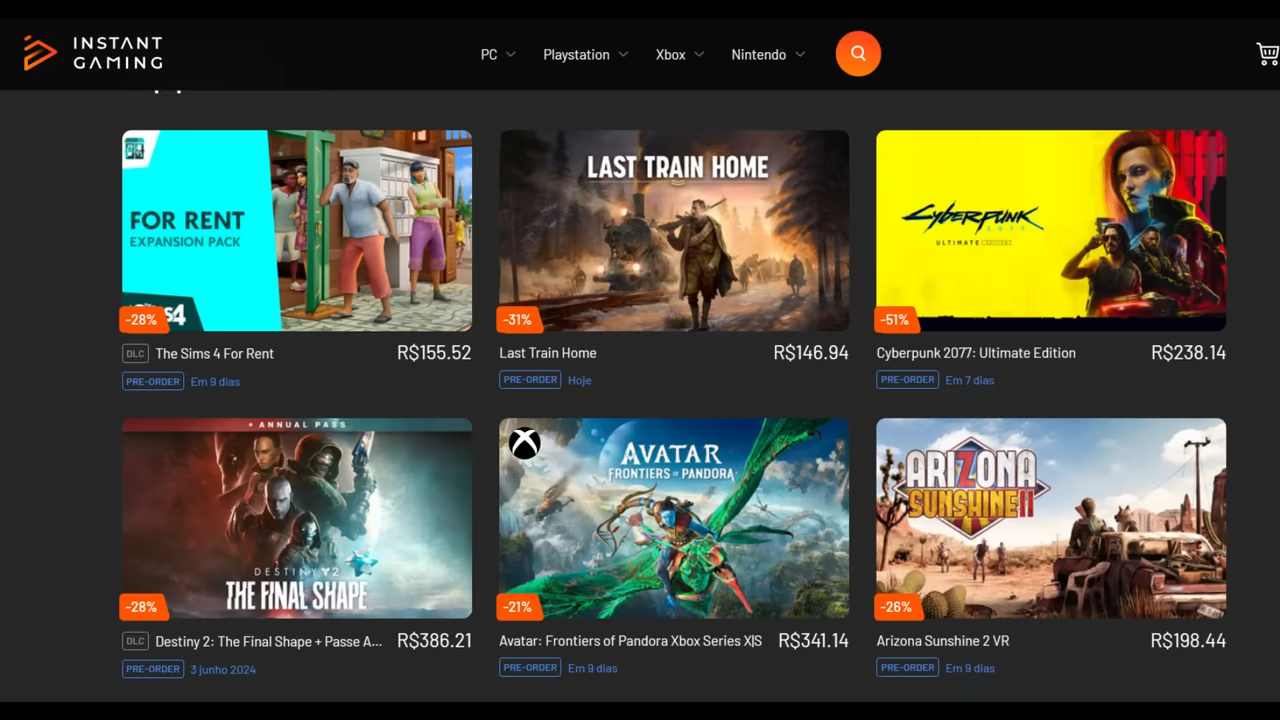 INSTANT
GAMING
PC
Playstation
Xbox
Nintendo
FOR RENT
EXPANSION PACK
-28%
DLC The Sims 4 For Rent R$155.52
PRE-ORDER Em 9 dias
LAST TRAIN HOME
-31%
Last Train Home R$146.94
PRE-ORDER Hoje
Cyberpunk
2077
ULTIMATE EDITION
-51%
Cyberpunk 2077: Ultimate Edition R$238.14
PRE-ORDER Em 7 dias
+ ANNUAL PASS
DESTINY 2
THE FINAL SHAPE
-28%
DLC Destiny 2: The Final Shape + Passe A... R$386.21
PRE-ORDER 3 junho 2024
AVATAR
FRONTIERS OF PANDORA
-21%
Avatar: Frontiers of Pandora Xbox Series X|S R$341.14
PRE-ORDER Em 9 dias
ARIZONA
SUNSHINE II
-26%
Arizona Sunshine 2 VR R$198.44
PRE-ORDER Em 9 dias